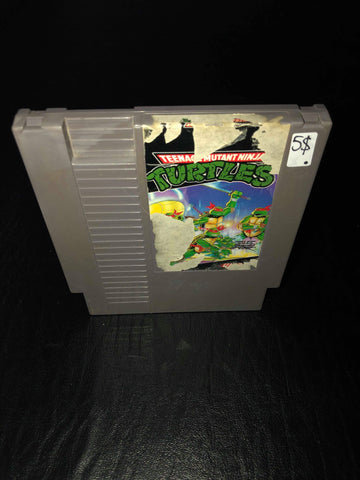 5$
TEENAGE MUTANT NINJA
TURTLES